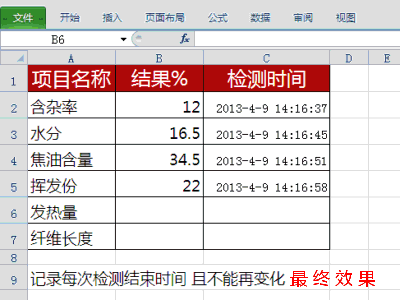 文件 开始 插入 页面布局 公式 数据 审阅 视图
B6 fx
A B C D E
1 项目名称 结果% 检测时间
2 含杂率 12 2013-4-9 14:16:37
3 水分 16.5 2013-4-9 14:16:45
4 焦油含量 34.5 2013-4-9 14:16:51
5 挥发份 22 2013-4-9 14:16:58
6 发热量
7 纤维长度
8
9 记录每次检测结束时间 且不能再变化 最终效果
10